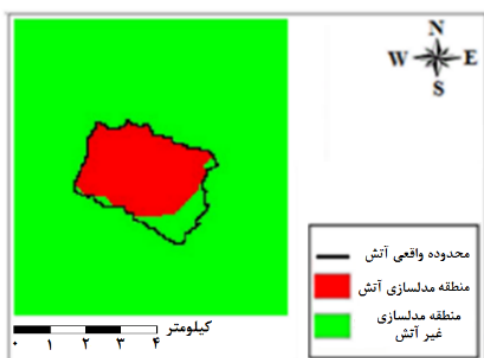 N
W E
S
محدوده واقعی آتش
منطقه مدلسازی آتش
منطقه مدلسازی
غیر آتش
کیلومتر
۰ ۱ ۲ ۳ ۴